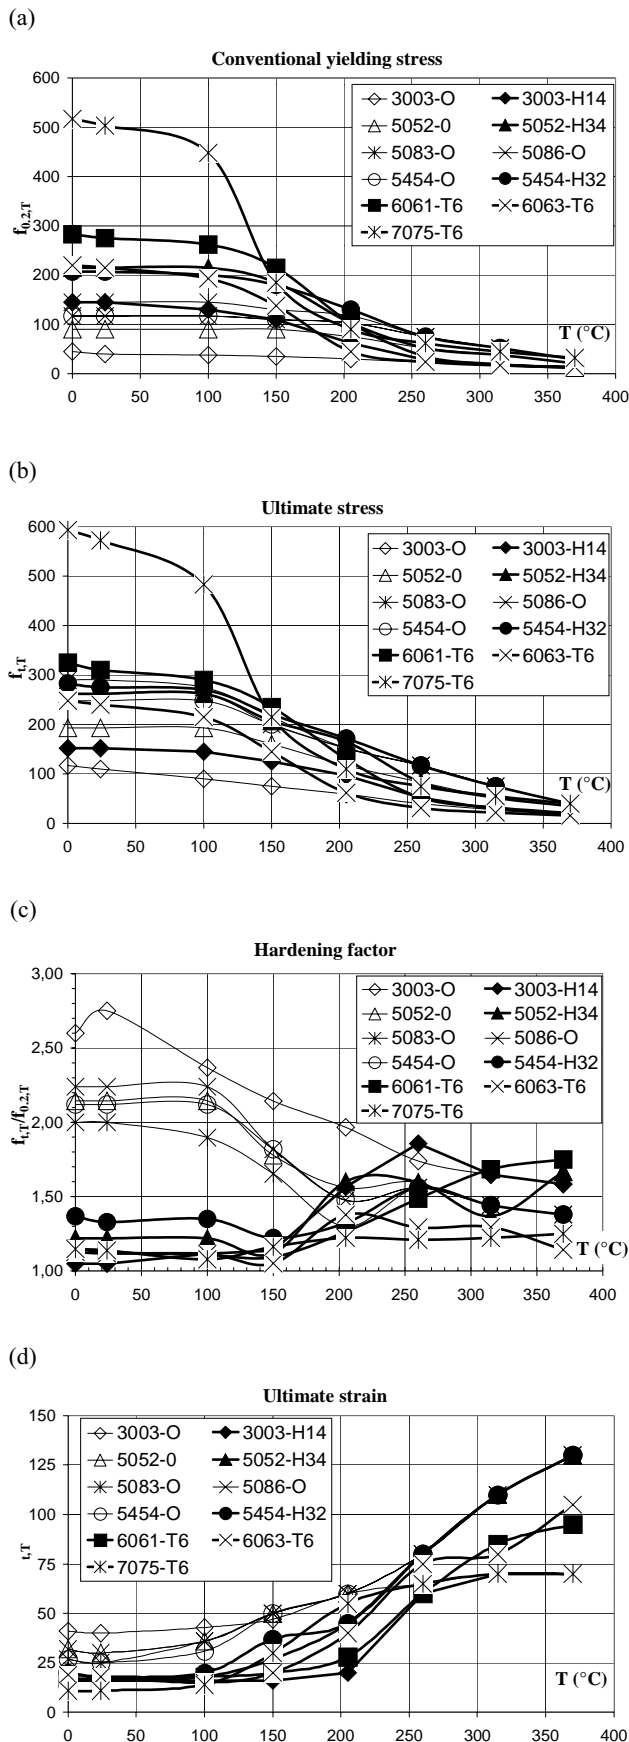 (a)
Conventional yielding stress
600
500
400
300
200
100
0
f0.2,T
3003-O 3003-H14
5052-0 5052-H34
5083-O 5086-O
5454-O 5454-H32
6061-T6 6063-T6
7075-T6
T (°C)
0 50 100 150 200 250 300 350 400
(b)
Ultimate stress
600
500
400
300
200
100
0
ft,T
3003-O 3003-H14
5052-0 5052-H34
5083-O 5086-O
5454-O 5454-H32
6061-T6 6063-T6
7075-T6
T (°C)
0 50 100 150 200 250 300 350 400
(c)
Hardening factor
3,00
2,50
2,00
1,50
1,00
ft,T/f0.2,T
3003-O 3003-H14
5052-0 5052-H34
5083-O 5086-O
5454-O 5454-H32
6061-T6 6063-T6
7075-T6
T (°C)
0 50 100 150 200 250 300 350 400
(d)
Ultimate strain
150
125
100
75
50
25
0
t,T
3003-O 3003-H14
5052-0 5052-H34
5083-O 5086-O
5454-O 5454-H32
6061-T6 6063-T6
7075-T6
T (°C)
0 50 100 150 200 250 300 350 400